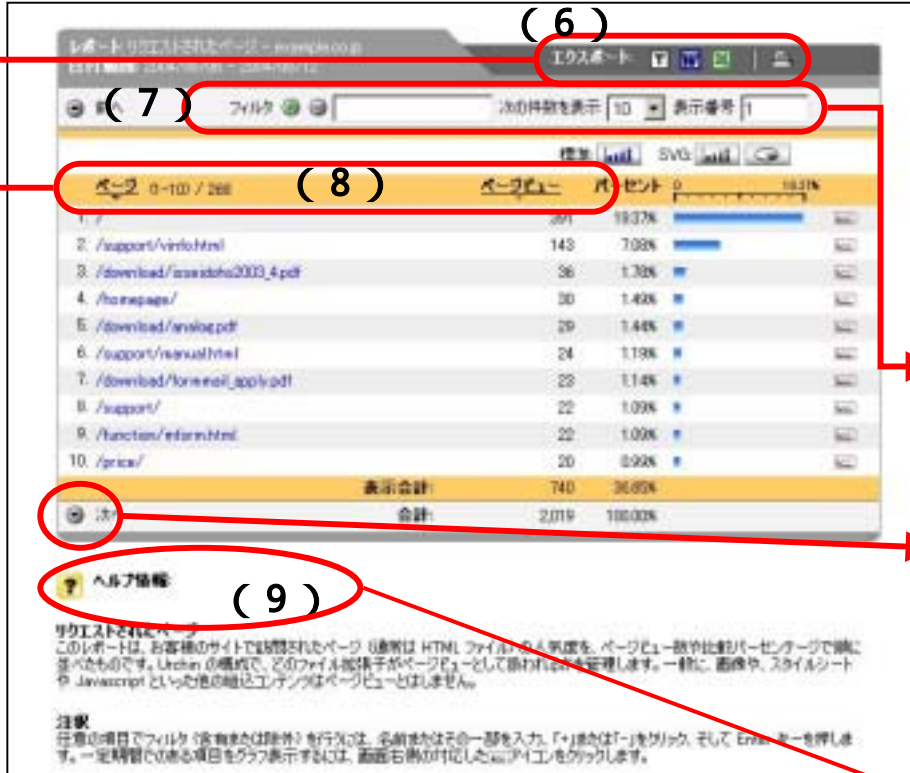 (6)
レポート リクエストされたページ - example.co.jp
エクスポート:
(7)
フィルタ
次の件数を表示 10 表示番号 1
標準: SVG:
(8)
ページ ページビュー パーセント
1. / 391 19.37%
2. /support/vinfo.html 143 7.08%
3. 36 1.78%
4. /homepage/ 30 1.49%
5. /download/analog.pdf 29 1.44%
6. /support/manual.html 24 1.19%
7. /download/formmail_apply.pdf 23 1.14%
8. /support/ 22 1.09%
9. /function/inform.html 22 1.09%
10. /price/ 20 0.99%
表示合計: 740 36.65%
次へ 合計: 2,019 100.00%
? ヘルプ情報:
(9)
リクエストされたページ
このレポートは、お客様のサイトで訪問されたページ (通常は HTML ファイル) の人気度を、ページビュー数や比較パーセンテージで順に
並べたものです。Urchin の構成で、どのファイル拡張子がページビューとして扱われるかを管理します。一般に、画像や、スタイルシート
や Javascript といった他の組込コンテンツはページビューとはしません。
注釈
任意の項目でフィルタ (含有または除外) を行うには、名前またはその一部を入力、「+」または「-」をクリック、そして Enter キーを押しま
す。一定期間でのある項目をグラフ表示するには、画面右側の対応した アイコンをクリックします。